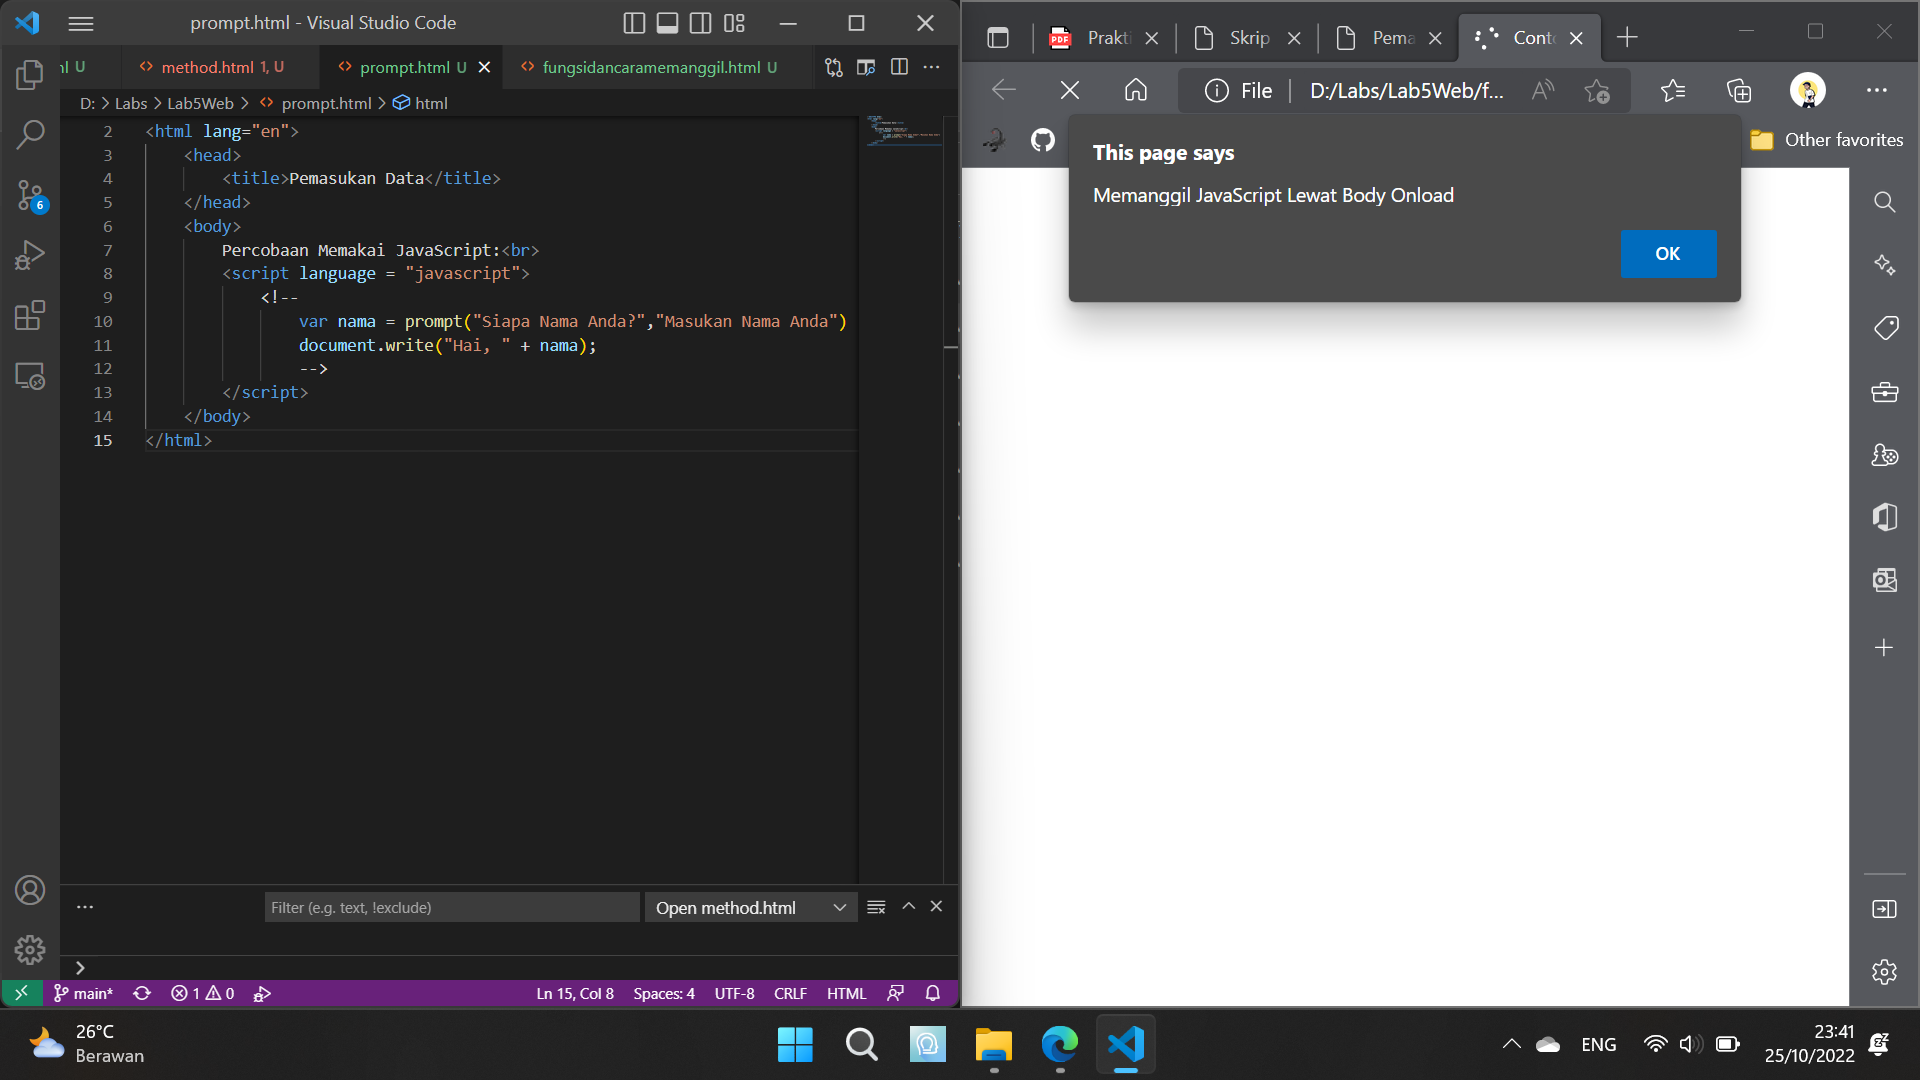 prompt.html - Visual Studio Code
nl U
method.html 1, U
prompt.html U
fungsidancaramemanggil.html U
D: > Labs > Lab5Web > prompt.html > html
2 <html lang="en">
3 <head>
4 <title>Pemasukan Data</title>
5 </head>
6 <body>
7 Percobaan Memakai JavaScript:<br>
8 <script language = "javascript">
9 <!--
10 var nama = prompt("Siapa Nama Anda?","Masukan Nama Anda")
11 document.write("Hai, " + nama);
12 -->
13 </script>
14 </body>
15 </html>
6
Filter (e.g. text, !exclude)
Open method.html
main*
1
0
Ln 15, Col 8
Spaces: 4
UTF-8
CRLF
HTML
PDF
Prakti
Skrip
Pema
Conto
File
D:/Labs/Lab5Web/f...
Other favorites
This page says
Memanggil JavaScript Lewat Body Onload
OK
26°C
Berawan
ENG
23:41
25/10/2022